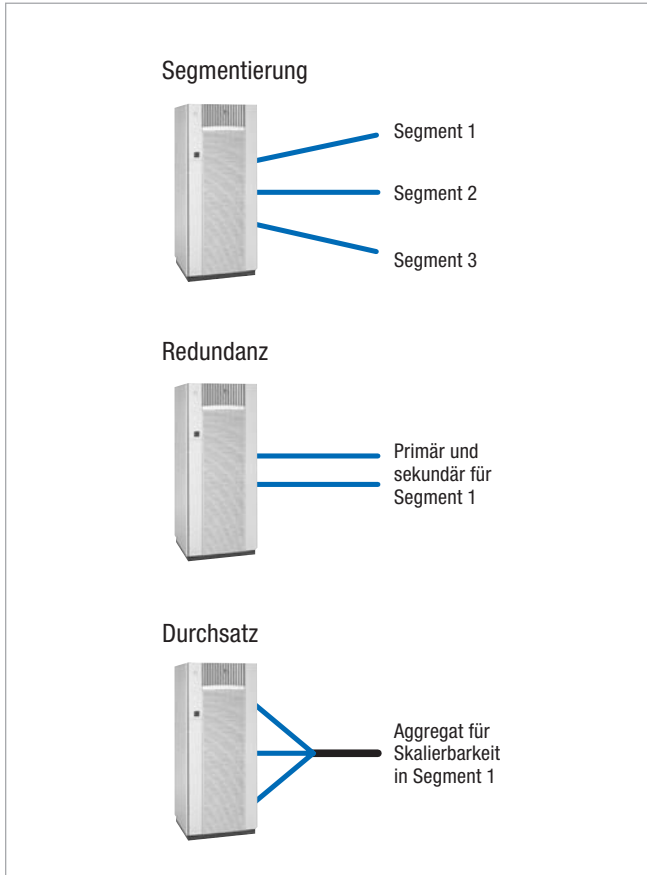 Segmentierung
Segment 1
Segment 2
Segment 3
Redundanz
Primär und
sekundär für
Segment 1
Durchsatz
Aggregat für
Skalierbarkeit
in Segment 1